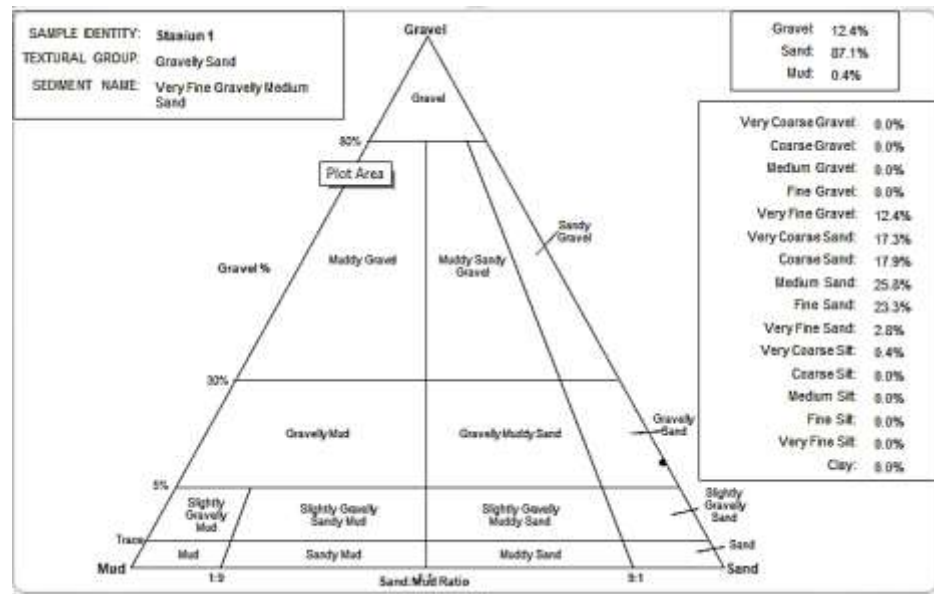 SAMPLE IDENTITY: Stasiun 1
TEXTURAL GROUP: Gravelly Sand
SEDIMENT NAME: Very Fine Gravelly Medium
Sand
Gravel: 12.4%
Sand: 87.1%
Mud: 0.4%
Very Coarse Gravel: 0.0%
Coarse Gravel: 0.0%
Medium Gravel: 0.0%
Fine Gravel: 0.0%
Very Fine Gravel: 12.4%
Very Coarse Sand: 17.3%
Coarse Sand: 17.9%
Medium Sand: 25.8%
Fine Sand: 23.3%
Very Fine Sand: 2.8%
Very Coarse Silt: 0.4%
Coarse Silt: 0.0%
Medium Silt: 0.0%
Fine Silt: 0.0%
Very Fine Silt: 0.0%
Clay: 0.0%
Gravel
Gravel
80%
Plot Area
Sandy
Gravel
Muddy Gravel
Muddy Sandy
Gravel
Gravel %
30%
Gravelly Mud
Gravelly Muddy Sand
Gravelly
Sand
5%
Slightly
Gravelly
Mud
Slightly Gravelly
Sandy Mud
Slightly Gravelly
Muddy Sand
Slightly
Gravelly
Sand
Trace
Mud
Sandy Mud
Muddy Sand
Sand
Mud
Sand
1:9
1:1
9:1
Sand:Mud Ratio